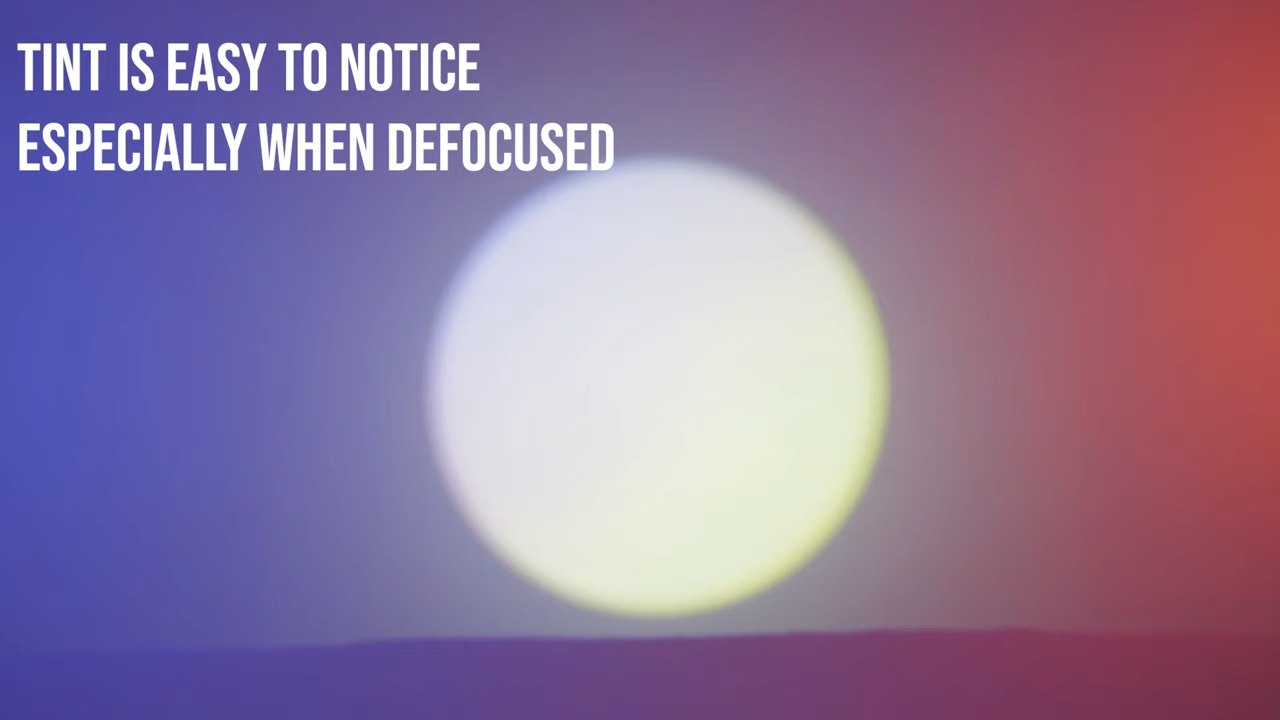 TINT IS EASY TO NOTICE
ESPECIALLY WHEN DEFOCUSED